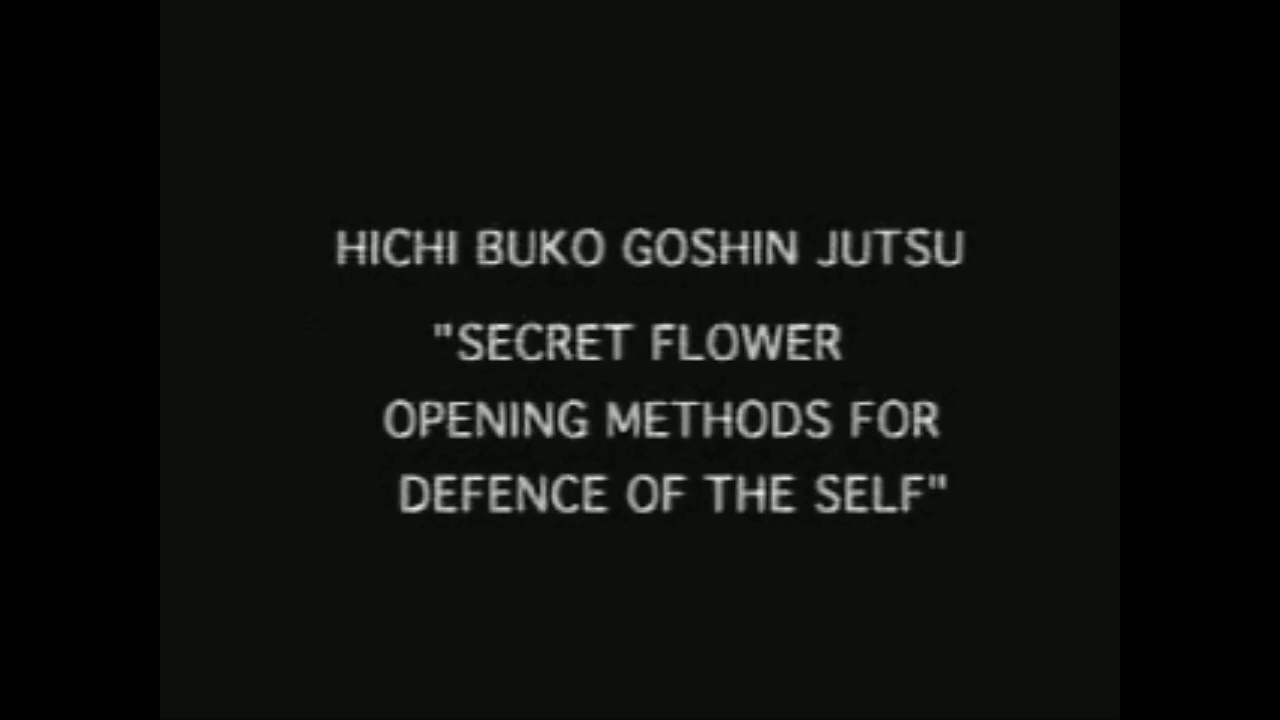 HICHI BUKO GOSHIN JUTSU
"SECRET FLOWER
OPENING METHODS FOR
DEFENCE OF THE SELF"